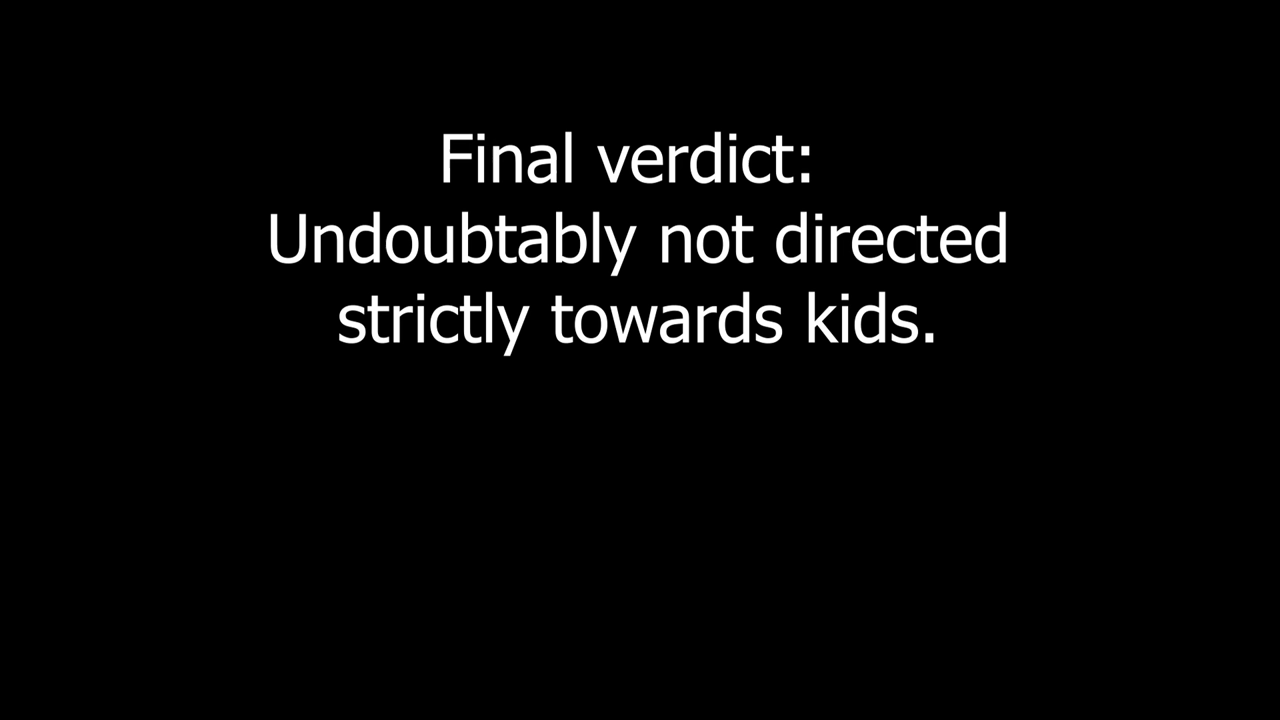 Final verdict:
Undoubtably not directed
strictly towards kids.